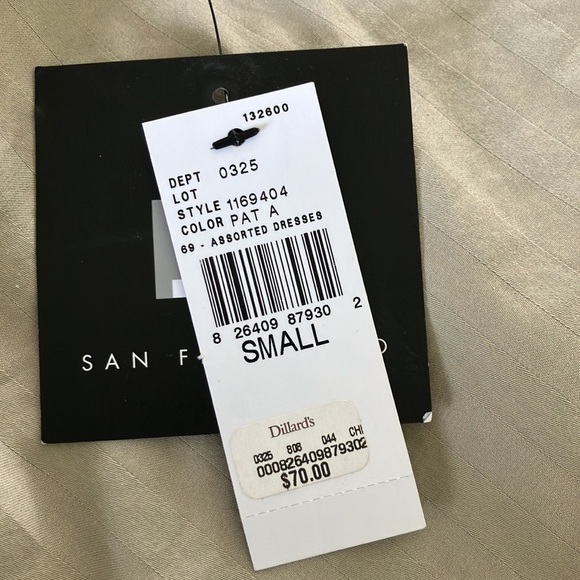 132600
DEPT 0325
LOT
STYLE 1169404
COLOR PAT A
69 - ASSORTED DRESSES
8 26409 87930 2
SMALL
Dillard's
0325 808 044 CHI
000826409879302
$70.00
SAN F O